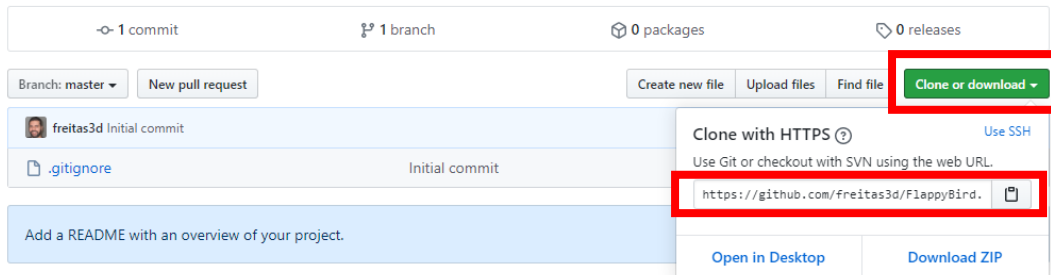 1 commit
1 branch
0 packages
0 releases
Branch: master
New pull request
Create new file
Upload files
Find file
Clone or download
freitas3d Initial commit
.gitignore
Initial commit
Clone with HTTPS ?
Use SSH
Use Git or checkout with SVN using the web URL.
https://github.com/freitas3d/FlappyBird.
Add a README with an overview of your project.
Open in Desktop
Download ZIP